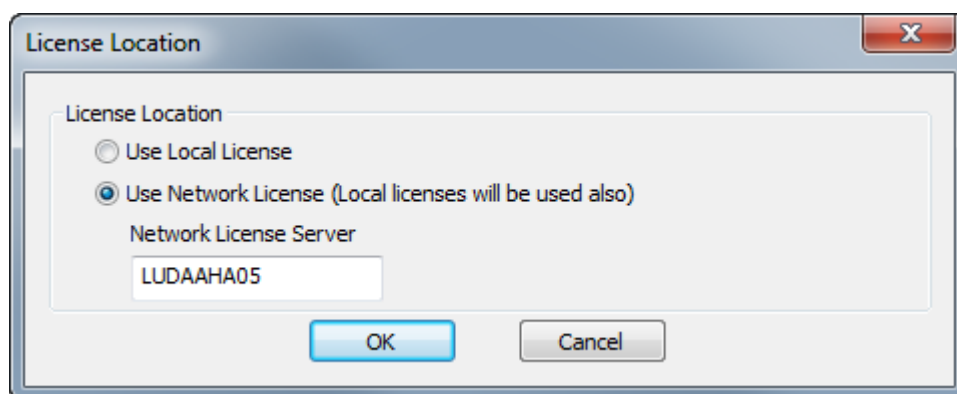 License Location
License Location
Use Local License
Use Network License (Local licenses will be used also)
Network License Server
LUDAAHA05
OK Cancel